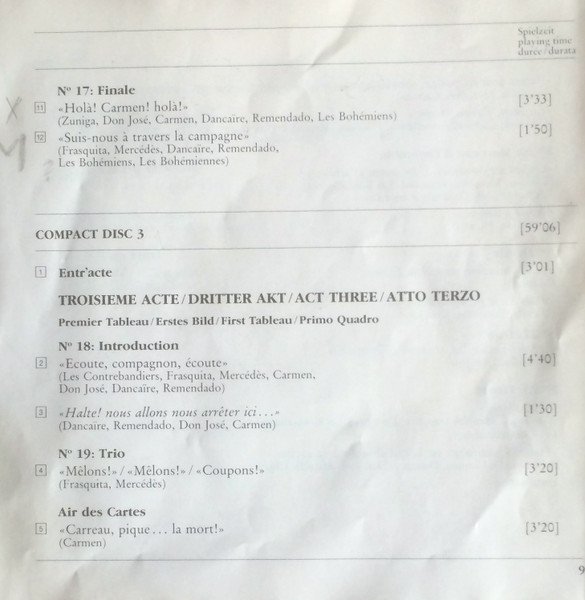 Spielzeit
playing time
durée/durata
Nº 17: Finale
11 «Holà! Carmen! holà!» [3'33]
(Zuniga, Don José, Carmen, Dancaïre, Remendado, Les Bohémiens)
12 «Suis-nous à travers la campagne» [1'50]
(Frasquita, Mercédès, Dancaïre, Remendado,
Les Bohémiens, Les Bohémiennes)
COMPACT DISC 3 [59'06]
1 Entr'acte [3'01]
TROISIEME ACTE/DRITTER AKT/ACT THREE/ATTO TERZO
Premier Tableau/Erstes Bild/First Tableau/Primo Quadro
Nº 18: Introduction
2 «Ecoute, compagnon, écoute» [4'40]
(Les Contrebandiers, Frasquita, Mercédès, Carmen,
Don José, Dancaïre, Remendado)
3 «Halte! nous allons nous arrêter ici...» [1'30]
(Dancaïre, Remendado, Don José, Carmen)
Nº 19: Trio
4 «Mêlons!» / «Mêlons!» / «Coupons!» [3'20]
(Frasquita, Mercédès)
Air des Cartes
5 «Carreau, pique... la mort!» [3'20]
(Carmen)
9